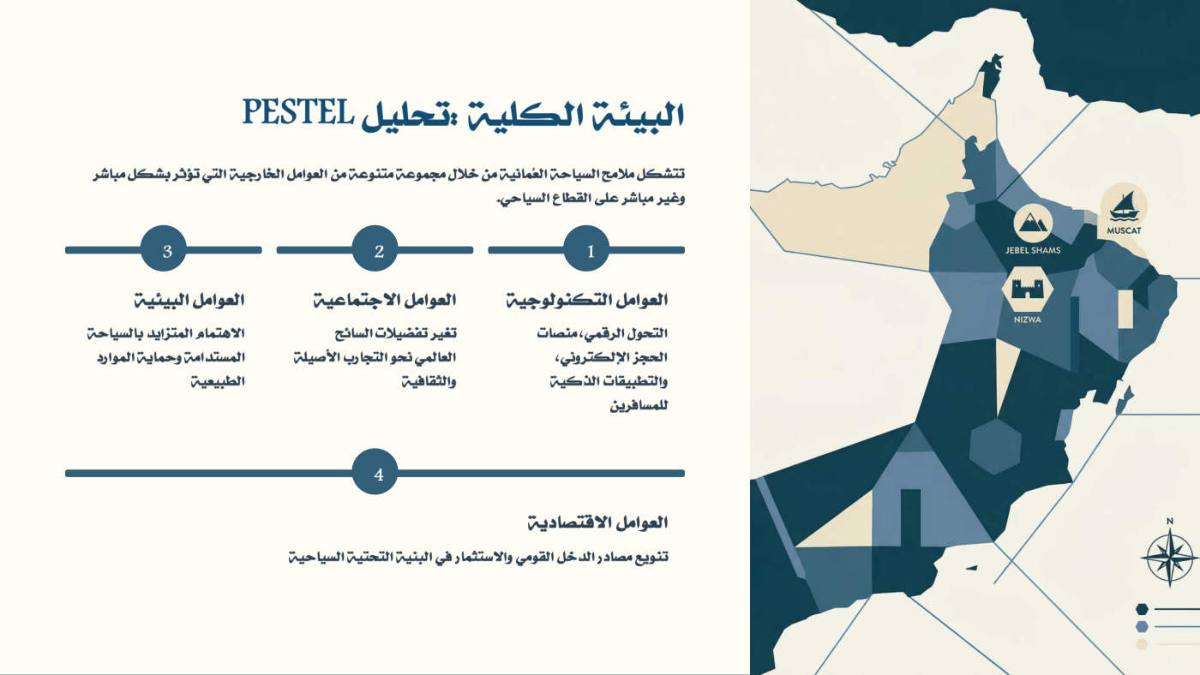 البيئة الكلية :تحليل PESTEL
تتشكل ملامح السياحة العُمانية من خلال مجموعة متنوعة من العوامل الخارجية التي تؤثر بشكل مباشر
وغير مباشر على القطاع السياحي.
1
العوامل التكنولوجية
التحول الرقمي، منصات
الحجز الإلكتروني،
والتطبيقات الذكية
للمسافرين
2
العوامل الاجتماعية
تغير تفضيلات السائح
العالمي نحو التجارب الأصيلة
والثقافية
3
العوامل البيئية
الاهتمام المتزايد بالسياحة
المستدامة وحماية الموارد
الطبيعية
4
العوامل الاقتصادية
تنويع مصادر الدخل القومي والاستثمار في البنية التحتية السياحية
MUSCAT
JEBEL SHAMS
NIZWA
N